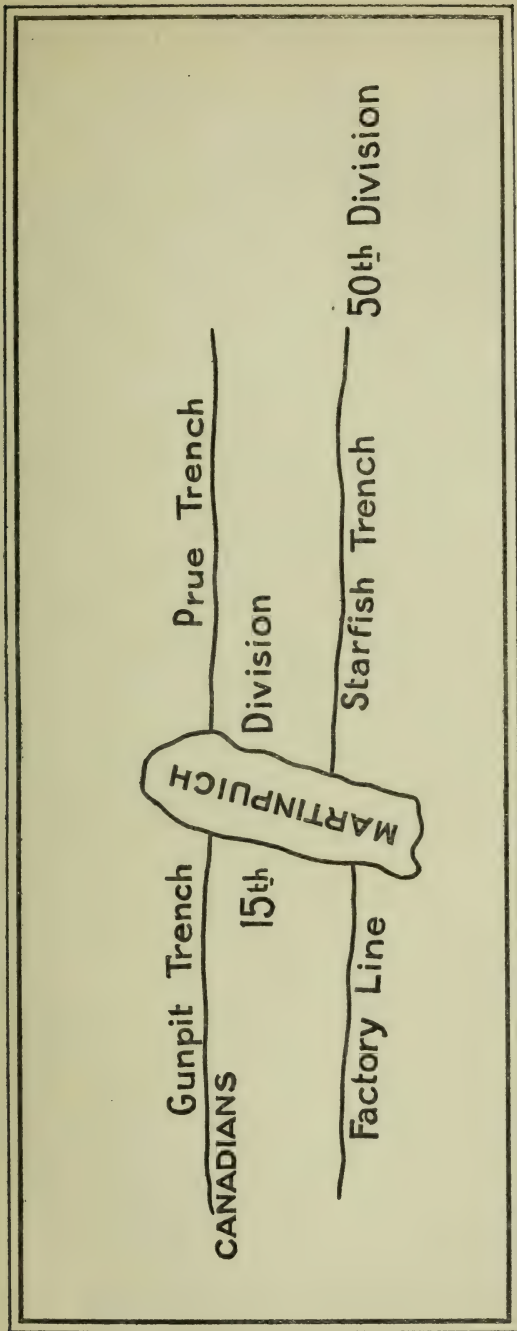 Gunpit Trench
Prue Trench
CANADIANS
15th
Division
MARTINPUICH
Factory Line
Starfish Trench
50th Division